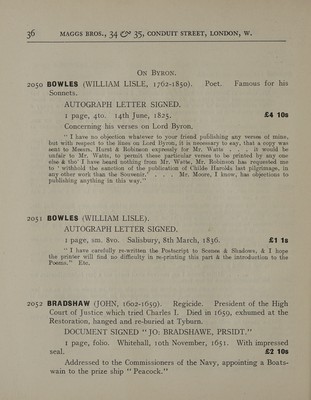 36 MAGGS BROS., 34 & 35, CONDUIT STREET, LONDON, W.
ON BYRON.
2050 BOWLES (WILLIAM LISLE, 1762-1850). Poet. Famous for his
Sonnets.
AUTOGRAPH LETTER SIGNED.
1 page, 4to. 14th June, 1825. £4 10s
Concerning his verses on Lord Byron.
" I have no objection whatever to your friend publishing any verses of mine,
but with respect to the lines on Lord Byron, it is necessary to say, that a copy was
sent to Messrs. Hurst & Robinson expressly for Mr. Watts . . . it would be
unfair to Mr. Watts, to permit these particular verses to be printed by any one
else & tho' I have heard nothing from Mr. Watts, Mr. Robinson has requested me
to ' withhold the sanction of the publication of Childe Harolds last pilgrimage, in
any other work than the Souvenir.' . . . Mr. Moore, I know, has objections to
publishing anything in this way."
2051 BOWLES (WILLIAM LISLE).
AUTOGRAPH LETTER SIGNED.
1 page, sm. 8vo. Salisbury, 8th March, 1836. £1 1s
" I have carefully re-written the Postscript to Scenes & Shadows, & I hope
the printer will find no difficulty in re-printing this part & the introduction to the
Poems." Etc.
2052 BRADSHAW (JOHN, 1602-1659). Regicide. President of the High
Court of Justice which tried Charles I. Died in 1659, exhumed at the
Restoration, hanged and re-buried at Tyburn.
DOCUMENT SIGNED " JO: BRADSHAWE, PRSIDT."
1 page, folio. Whitehall, 10th November, 1651. With impressed
seal. £2 10s
Addressed to the Commissioners of the Navy, appointing a Boats-
wain to the prize ship " Peacock."